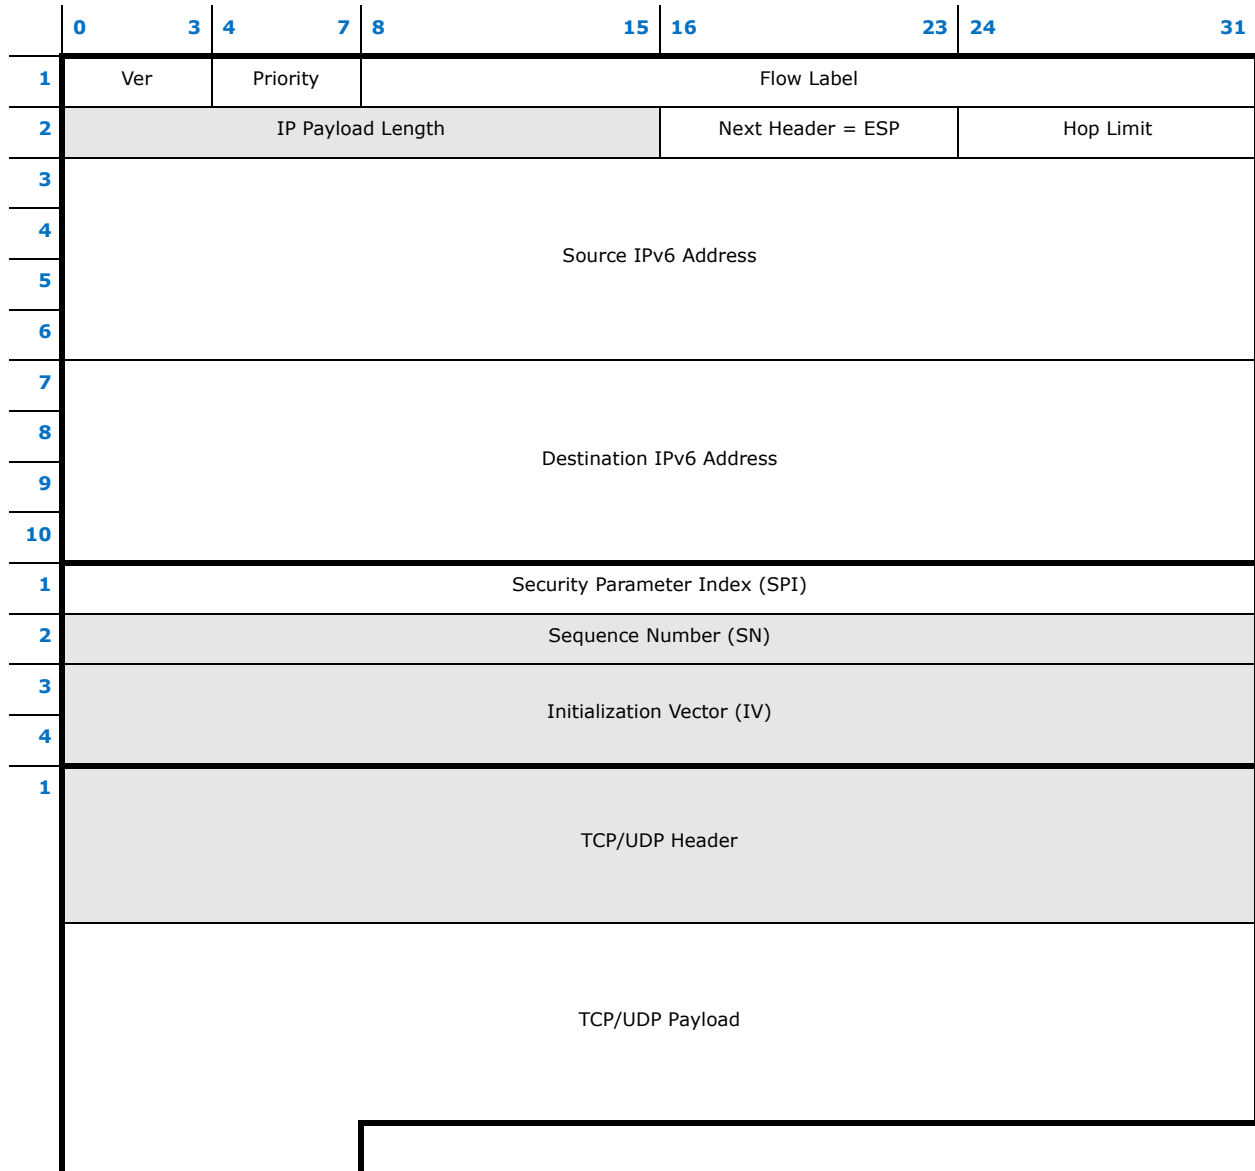 0 3 4 7 8 15 16 23 24 31
1 Ver Priority Flow Label
2 IP Payload Length Next Header = ESP Hop Limit
3
4
Source IPv6 Address
5
6
7
8
Destination IPv6 Address
9
10
1 Security Parameter Index (SPI)
2 Sequence Number (SN)
3
Initialization Vector (IV)
4
1
TCP/UDP Header
TCP/UDP Payload